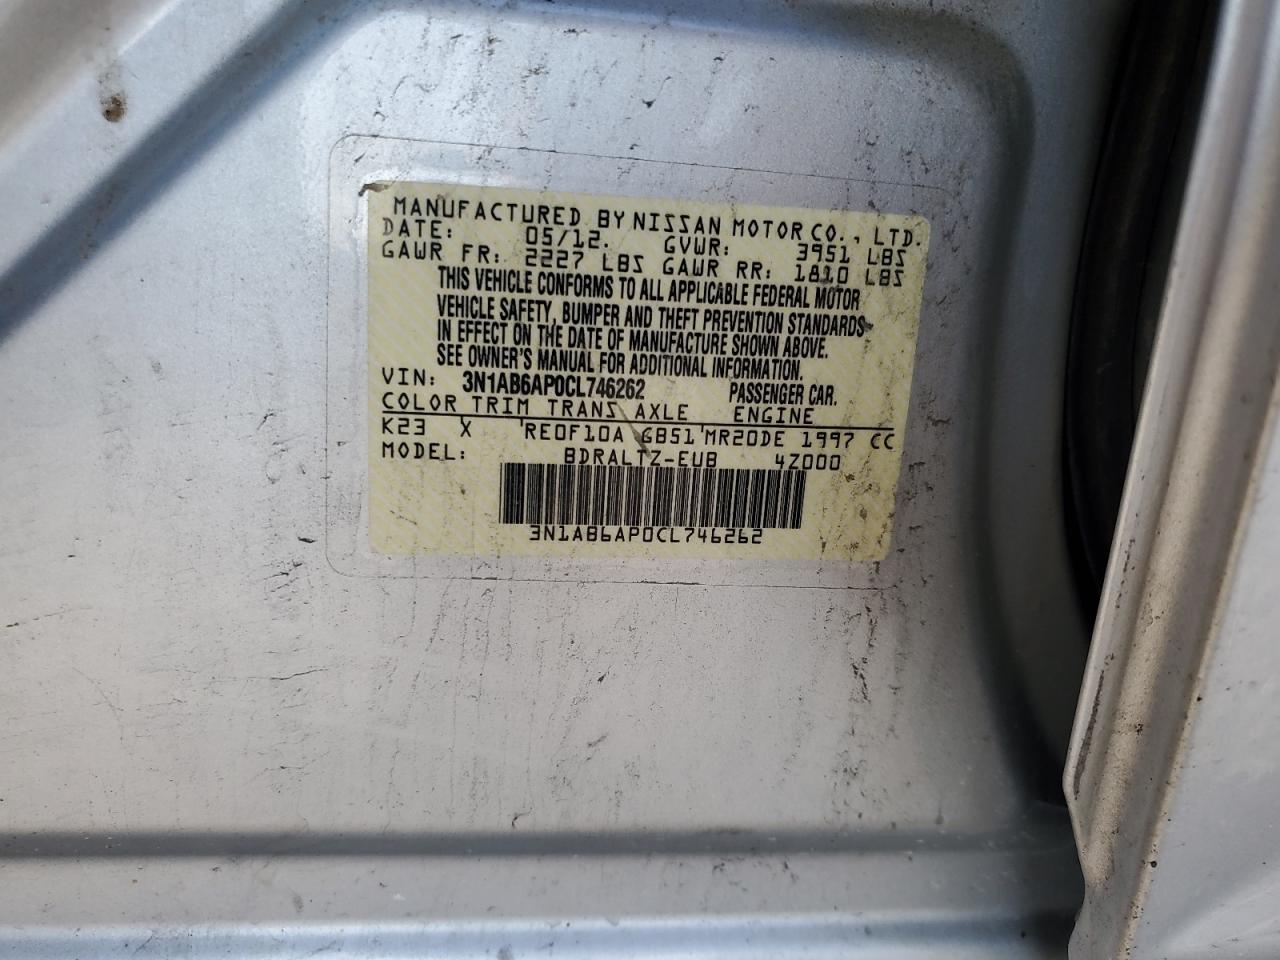 MANUFACTURED BY NISSAN MOTOR CO., LTD.
DATE: 05/12. GVWR: 3951 LBS
GAWR FR: 2227 LBS GAWR RR: 1810 LBS
THIS VEHICLE CONFORMS TO ALL APPLICABLE FEDERAL MOTOR
VEHICLE SAFETY, BUMPER AND THEFT PREVENTION STANDARDS
IN EFFECT ON THE DATE OF MANUFACTURE SHOWN ABOVE.
SEE OWNER'S MANUAL FOR ADDITIONAL INFORMATION.
VIN: 3N1AB6AP0CL746262 PASSENGER CAR.
COLOR TRIM TRANS AXLE ENGINE
K23 X RE0F10A GB51 MR20DE 1997 CC
MODEL: BDRALTZ-EUB 4Z000
3N1AB6AP0CL746262